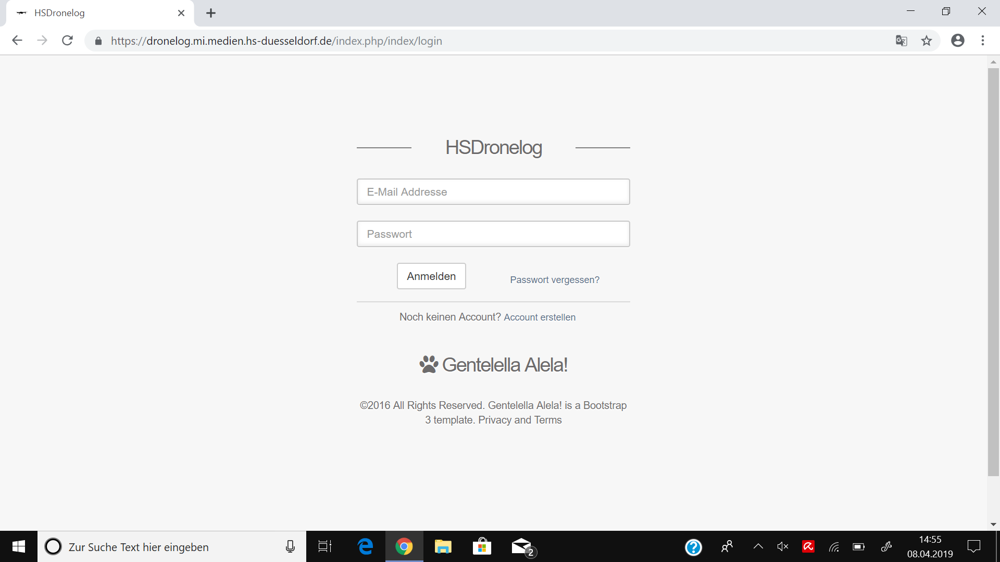 HSDronelog
https://dronelog.mi.medien.hs-duesseldorf.de/index.php/index/login
HSDronelog
E-Mail Addresse
Passwort
Anmelden
Passwort vergessen?
Noch keinen Account? Account erstellen
Gentelella Alela!
©2016 All Rights Reserved. Gentelella Alela! is a Bootstrap
3 template. Privacy and Terms
Zur Suche Text hier eingeben
2
14:55
08.04.2019